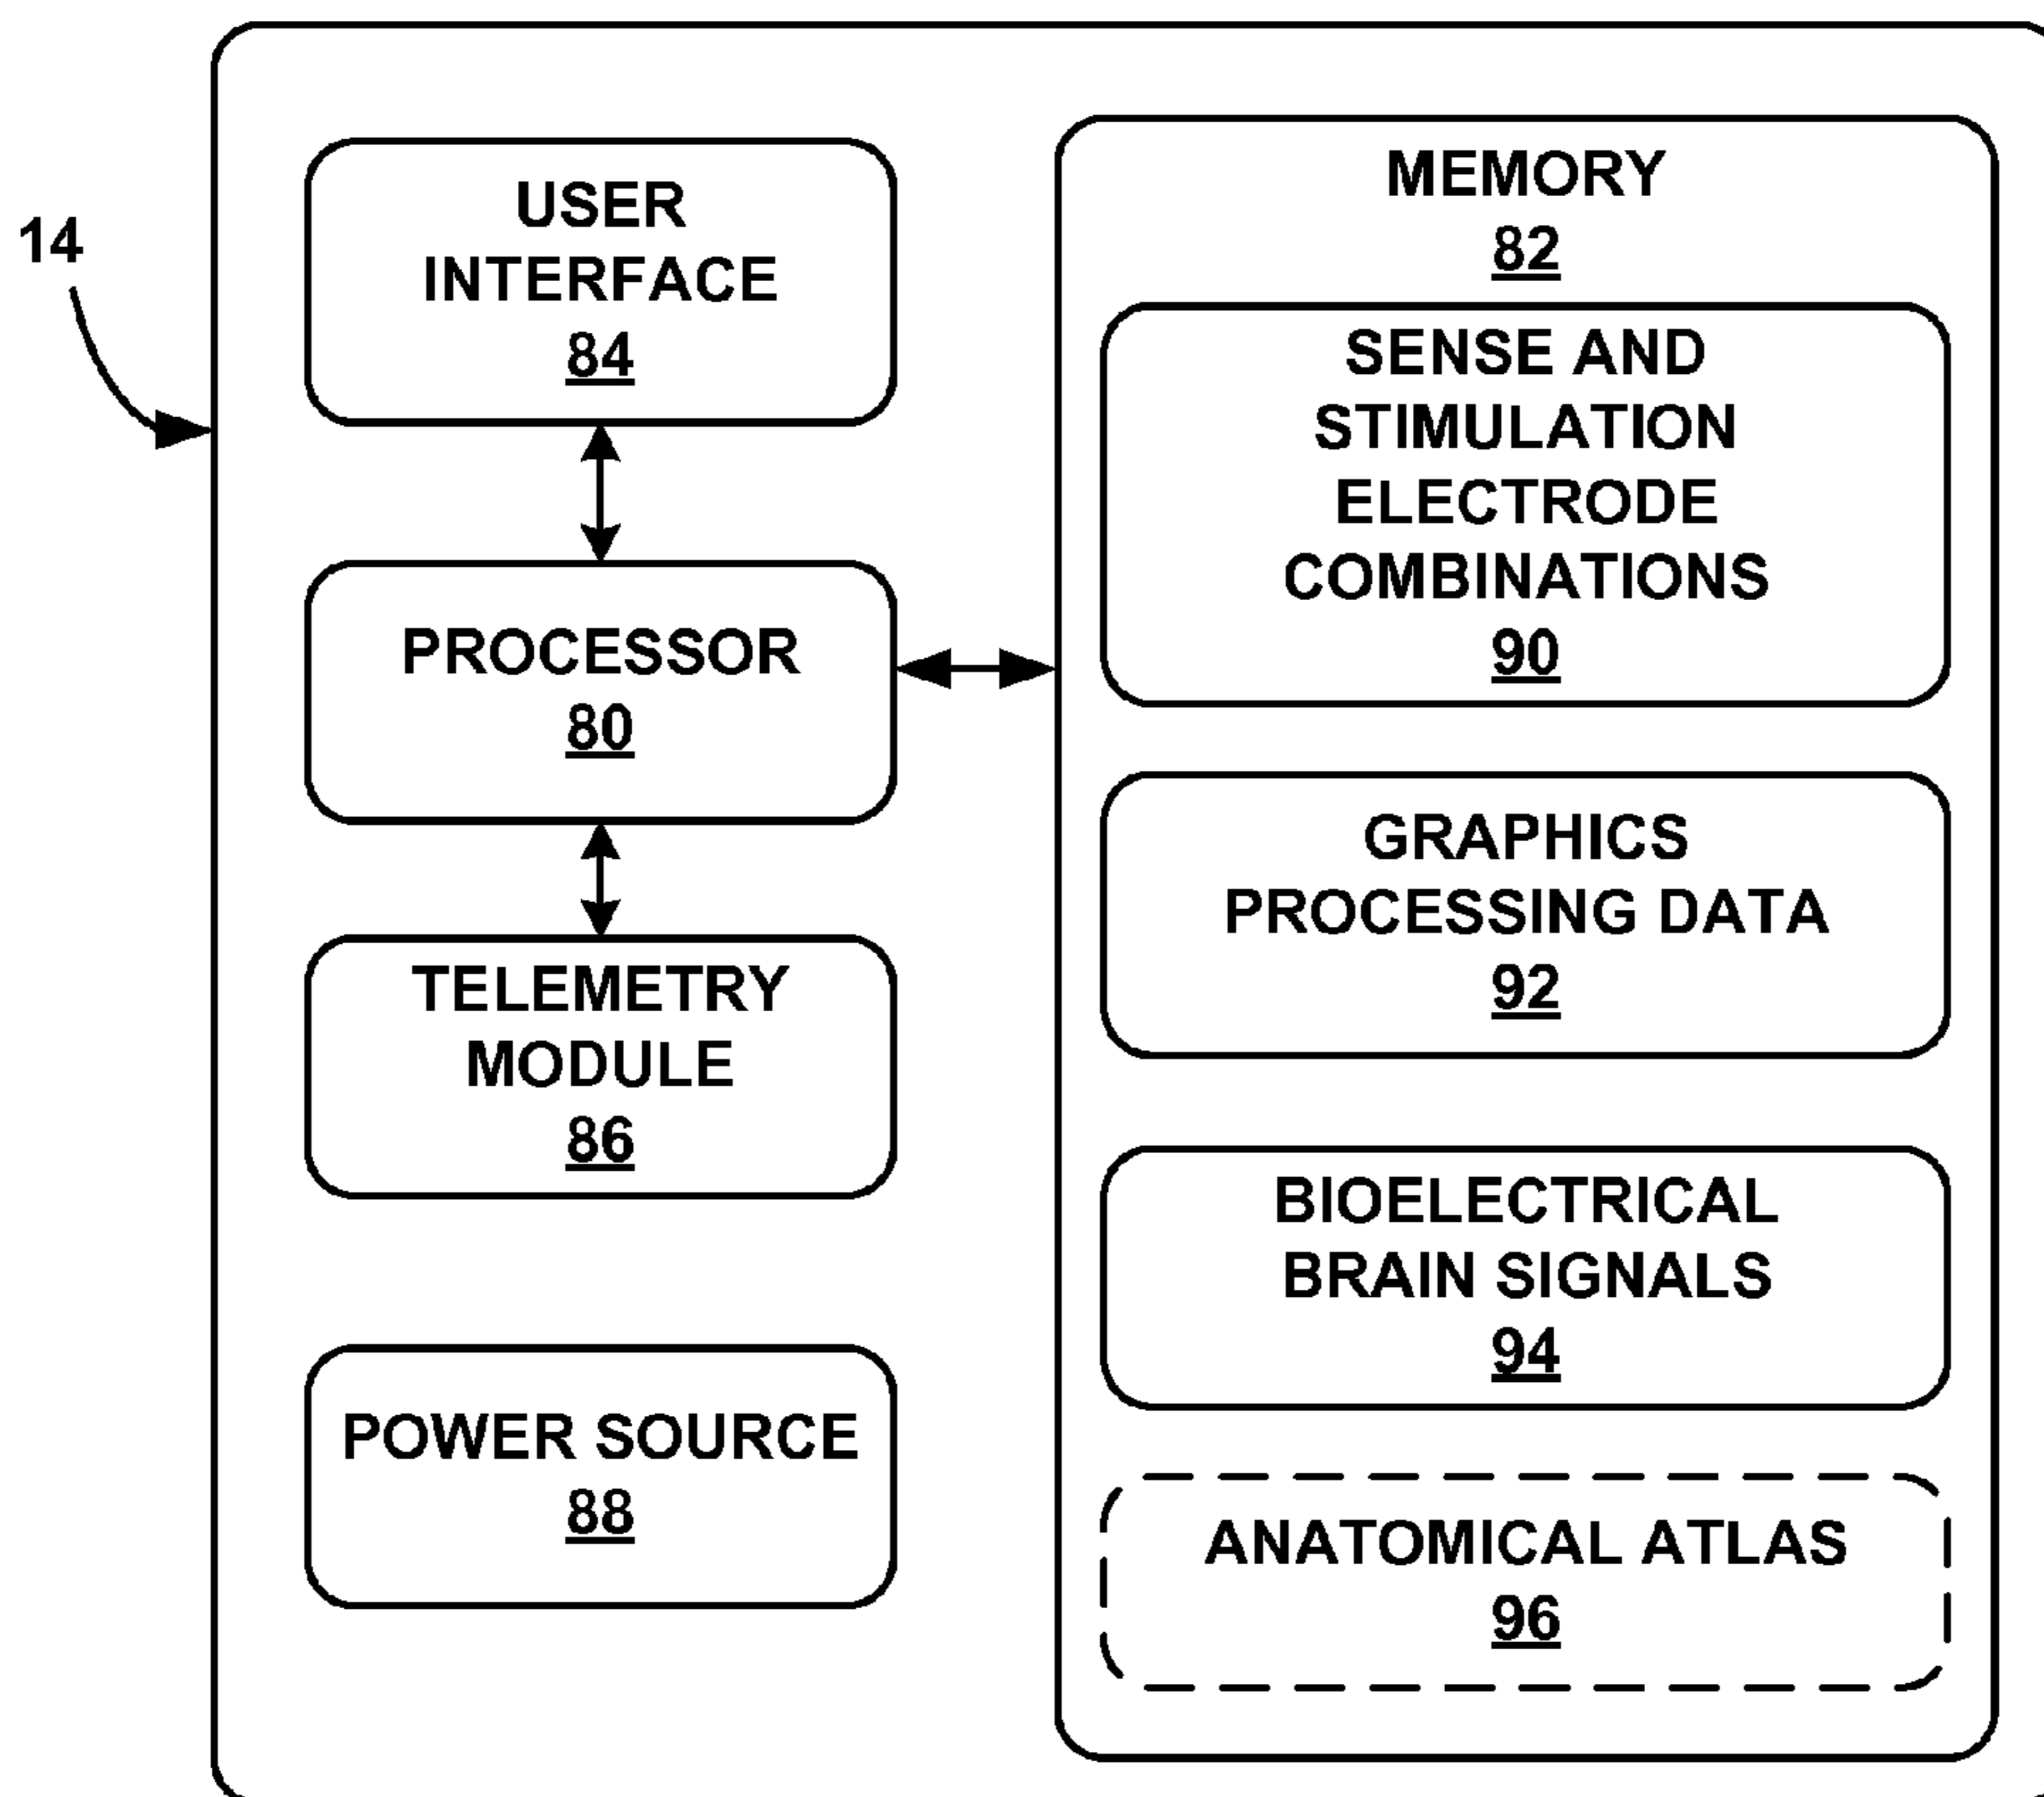 14
USER
INTERFACE
84
PROCESSOR
80
TELEMETRY
MODULE
86
POWER SOURCE
88
MEMORY
82
SENSE AND
STIMULATION
ELECTRODE
COMBINATIONS
90
GRAPHICS
PROCESSING DATA
92
BIOELECTRICAL
BRAIN SIGNALS
94
ANATOMICAL ATLAS
96